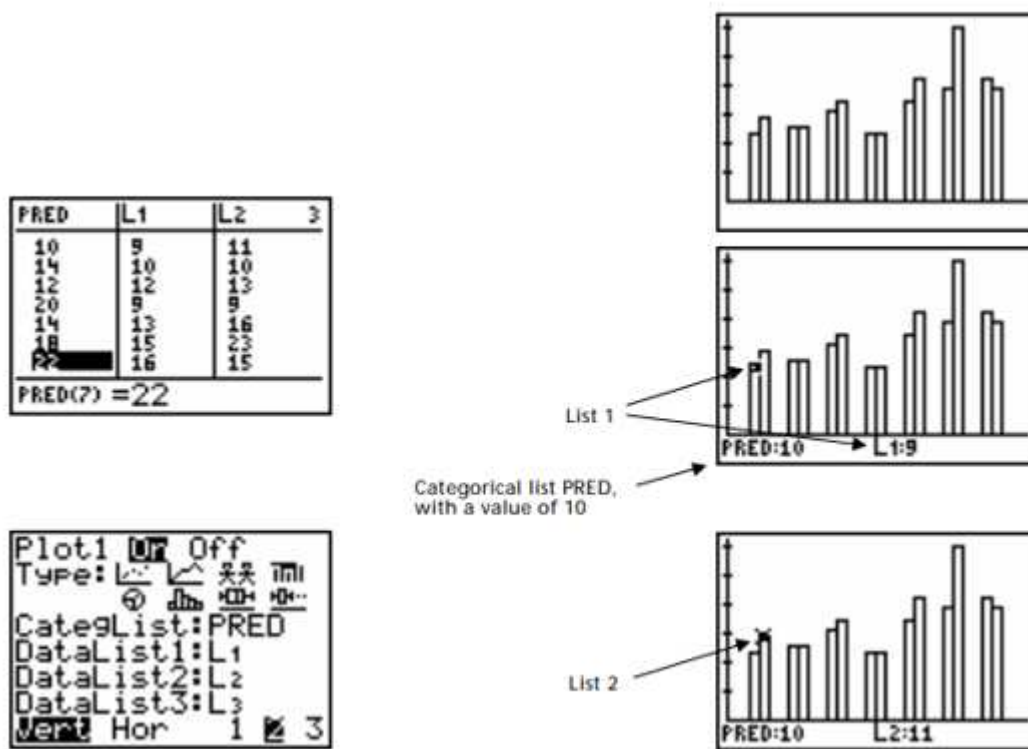 PRED L1 L2 3
10 9 11
14 10 10
12 12 13
20 9 9
14 13 16
18 15 23
22 16 15
PRED(7) =22
List 1
PRED:10 L1:9
Categorical list PRED,
with a value of 10
Plot1 On Off
Type:
CategList:PRED
DataList1:L1
DataList2:L2
DataList3:L3
Vert Hor 1 2 3
List 2
PRED:10 L2:11